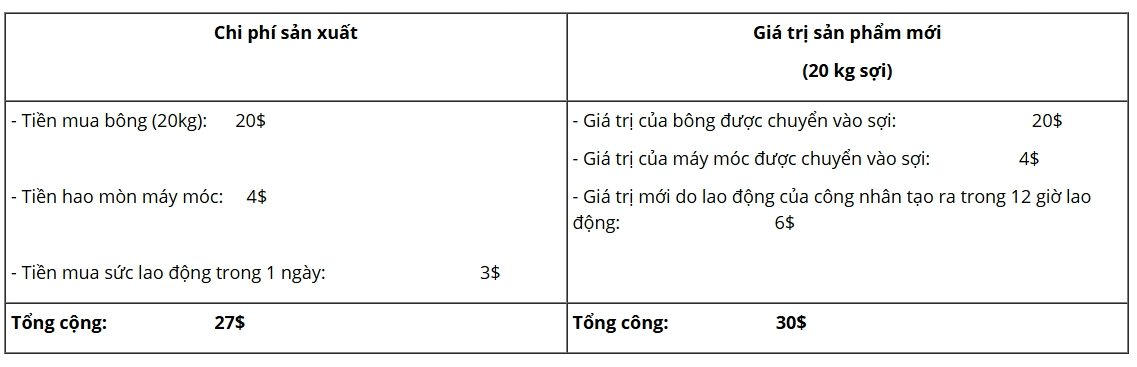 Chi phí sản xuất
Giá trị sản phẩm mới
(20 kg sợi)
- Tiền mua bông (20kg): 20$
- Tiền hao mòn máy móc: 4$
- Tiền mua sức lao động trong 1 ngày: 3$
- Giá trị của bông được chuyển vào sợi: 20$
- Giá trị của máy móc được chuyển vào sợi: 4$
- Giá trị mới do lao động của công nhân tạo ra trong 12 giờ lao
động: 6$
Tổng cộng: 27$
Tổng công: 30$